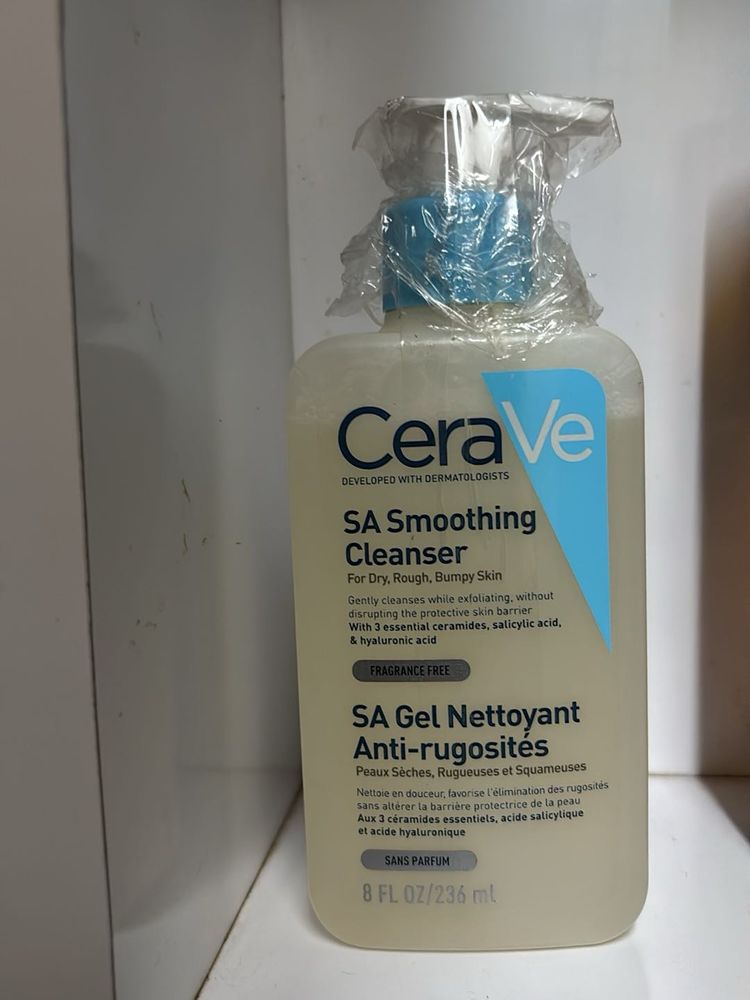 CeraVe
DEVELOPED WITH DERMATOLOGISTS
SA Smoothing
Cleanser
For Dry, Rough, Bumpy Skin
Gently cleanses while exfoliating, without
disrupting the protective skin barrier
With 3 essential ceramides, salicylic acid,
& hyaluronic acid
FRAGRANCE FREE
SA Gel Nettoyant
Anti-rugosités
Peaux Sèches, Rugueuses et Squameuses
Nettoie en douceur, favorise l'élimination des rugosités
sans altérer la barrière protectrice de la peau
Aux 3 céramides essentiels, acide salicylique
et acide hyaluronique
SANS PARFUM
8 FL OZ/236 ml